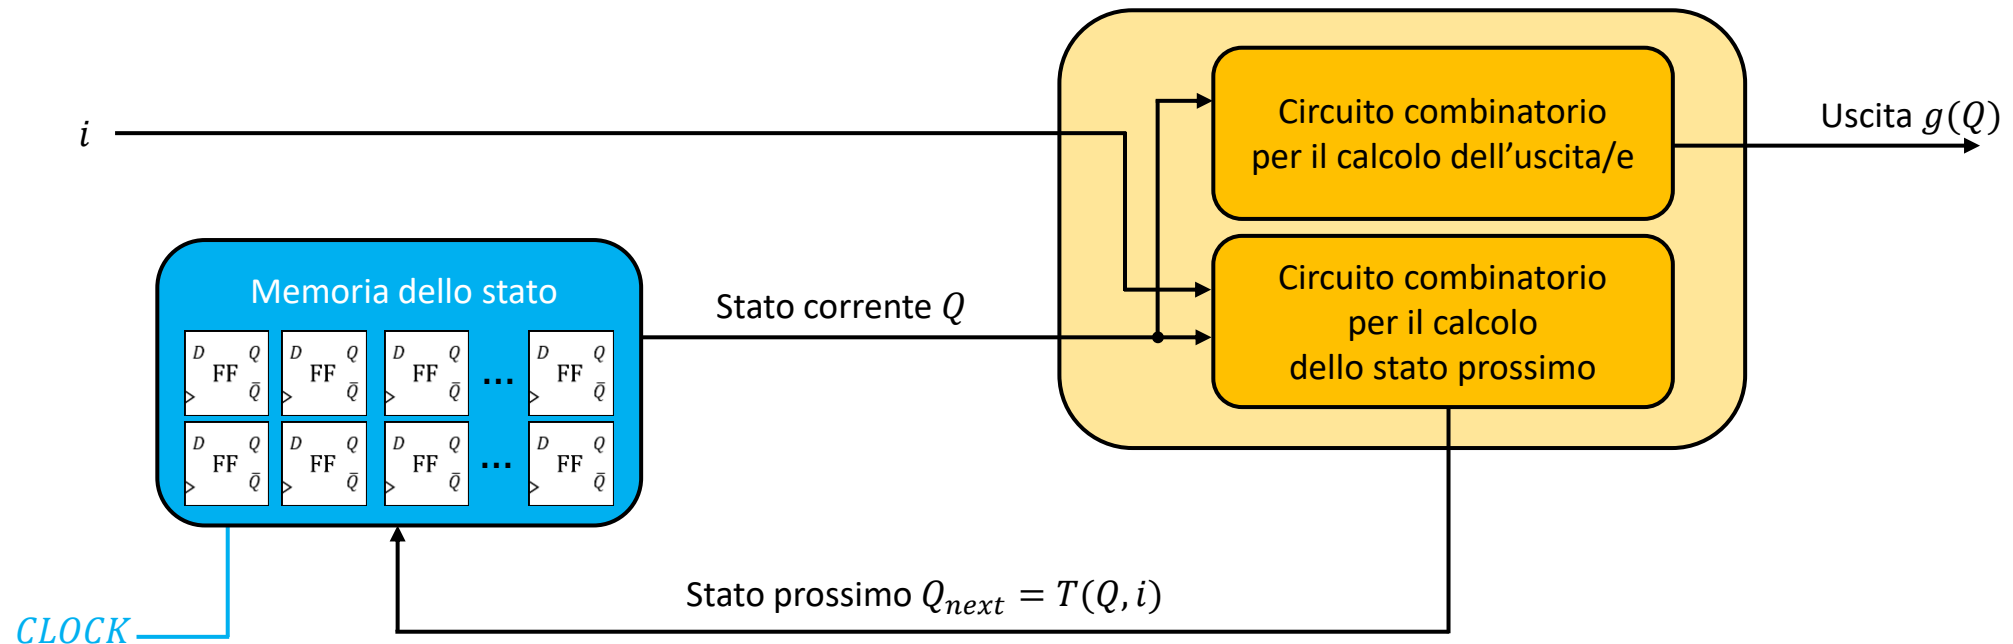 Circuito combinatorio
per il calcolo dell’uscita/e
Uscita g(Q)
i
Circuito combinatorio
per il calcolo
dello stato prossimo
Memoria dello stato
Stato corrente Q
D Q D Q D Q D Q
FF FF FF ... FF
Q̅ Q̅ Q̅ Q̅
D Q D Q D Q D Q
FF FF FF ... FF
Q̅ Q̅ Q̅ Q̅
Stato prossimo Q_next = T(Q, i)
CLOCK